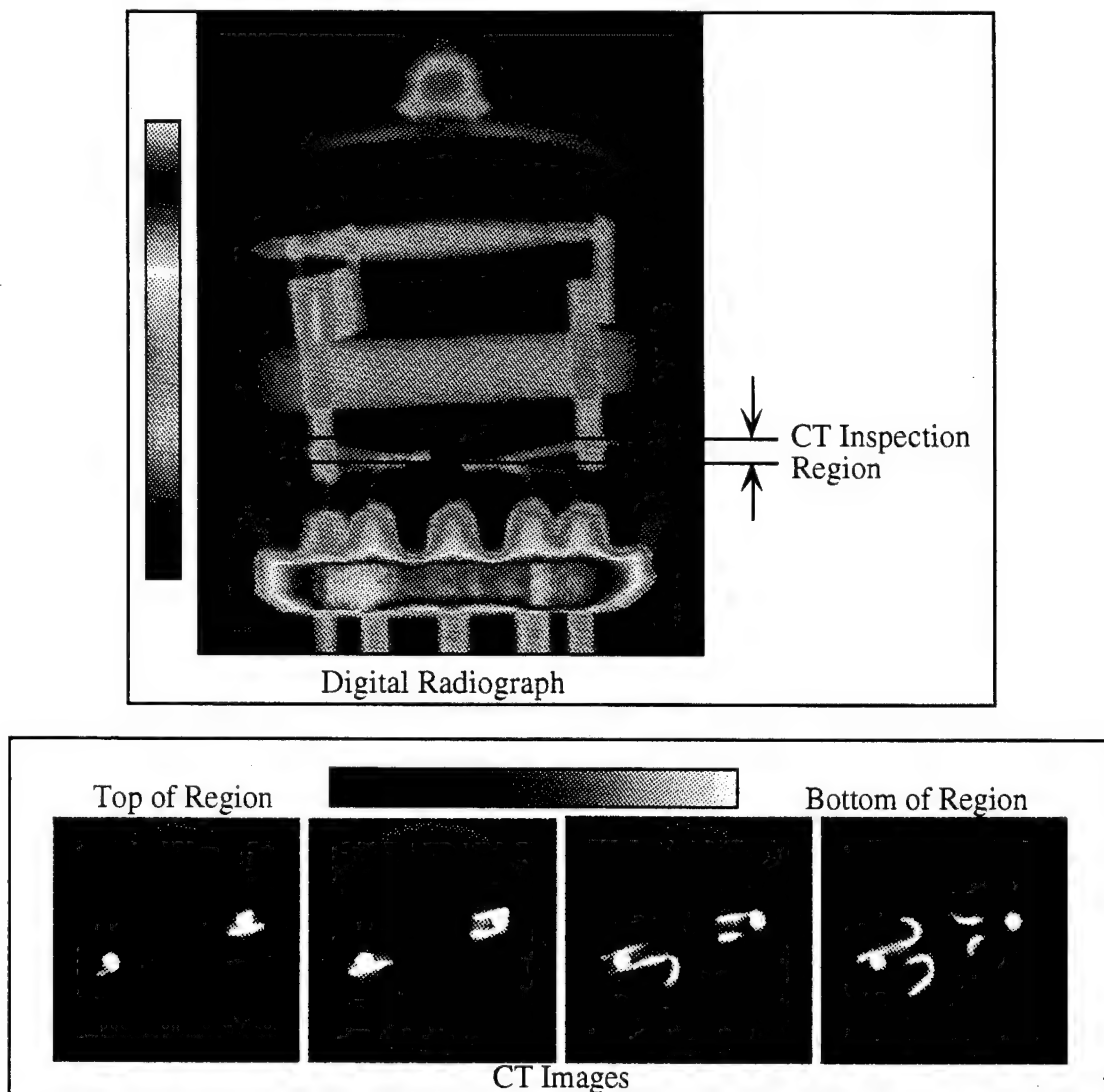 CT Inspection
Region
Digital Radiograph
Top of Region
Bottom of Region
CT Images